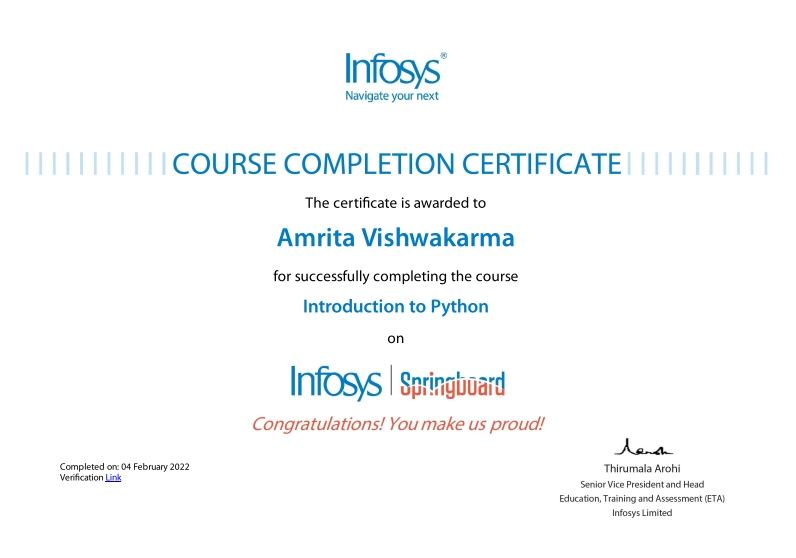 Infosys®
Navigate your next
COURSE COMPLETION CERTIFICATE
The certificate is awarded to
Amrita Vishwakarma
for successfully completing the course
Introduction to Python
on
Infosys | Springboard
Congratulations! You make us proud!
Completed on: 04 February 2022
Verification Link
Thirumala Arohi
Senior Vice President and Head
Education, Training and Assessment (ETA)
Infosys Limited